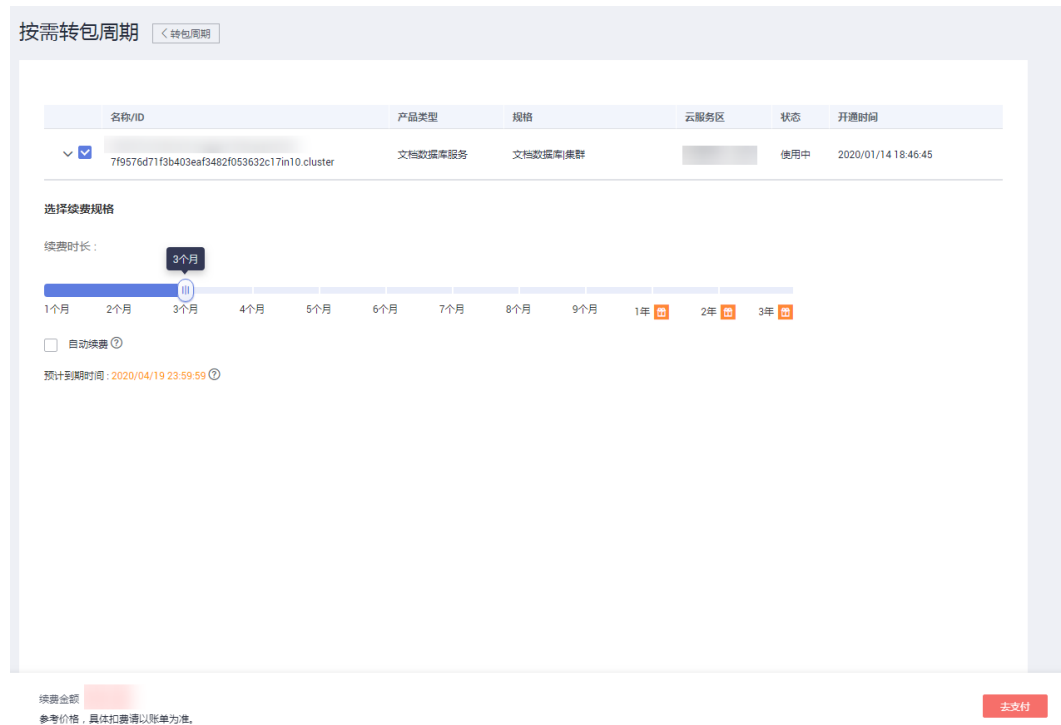 按需转包周期 < 转包周期
名称/ID 产品类型 规格 云服务区 状态 开通时间
7f9576d71f3b403eaf3482f053632c17in10.cluster 文档数据库服务 文档数据库|集群 使用中 2020/01/14 18:46:45
选择续费规格
续费时长 :
3个月
1个月 2个月 3个月 4个月 5个月 6个月 7个月 8个月 9个月 1年 2年 3年
自动续费 ?
预计到期时间 : 2020/04/19 23:59:59 ?
续费金额
去支付
参考价格，具体扣费请以账单为准。